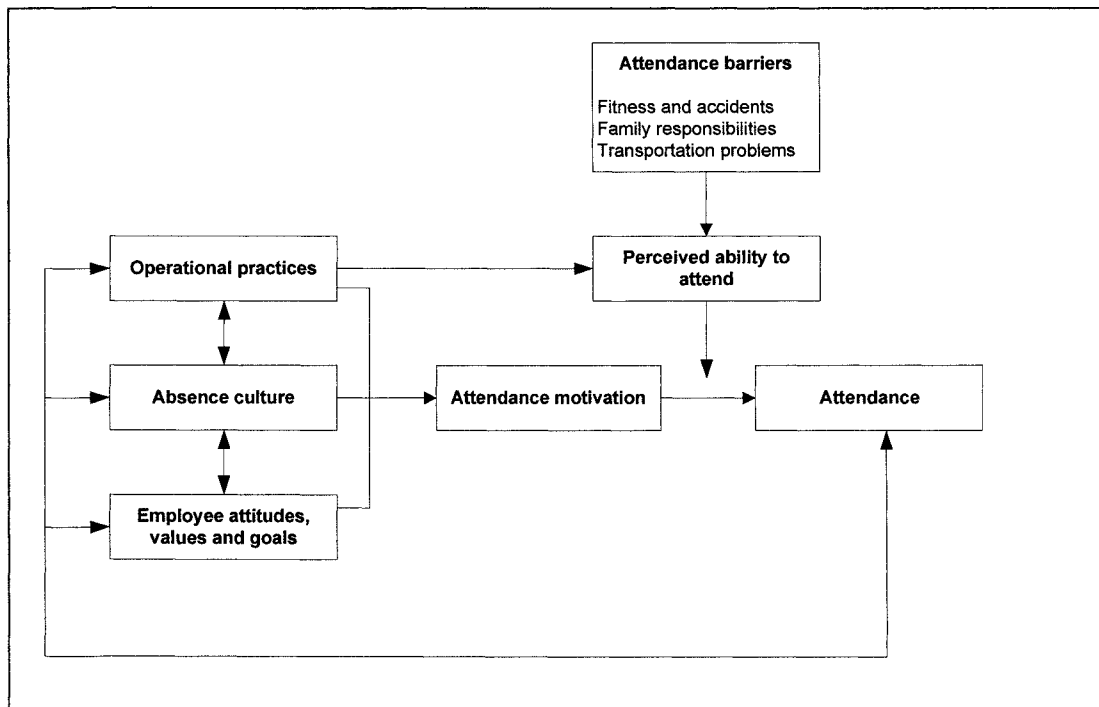 Attendance barriers
Fitness and accidents
Family responsibilities
Transportation problems
Operational practices
Perceived ability to
attend
Absence culture
Attendance motivation
Attendance
Employee attitudes,
values and goals